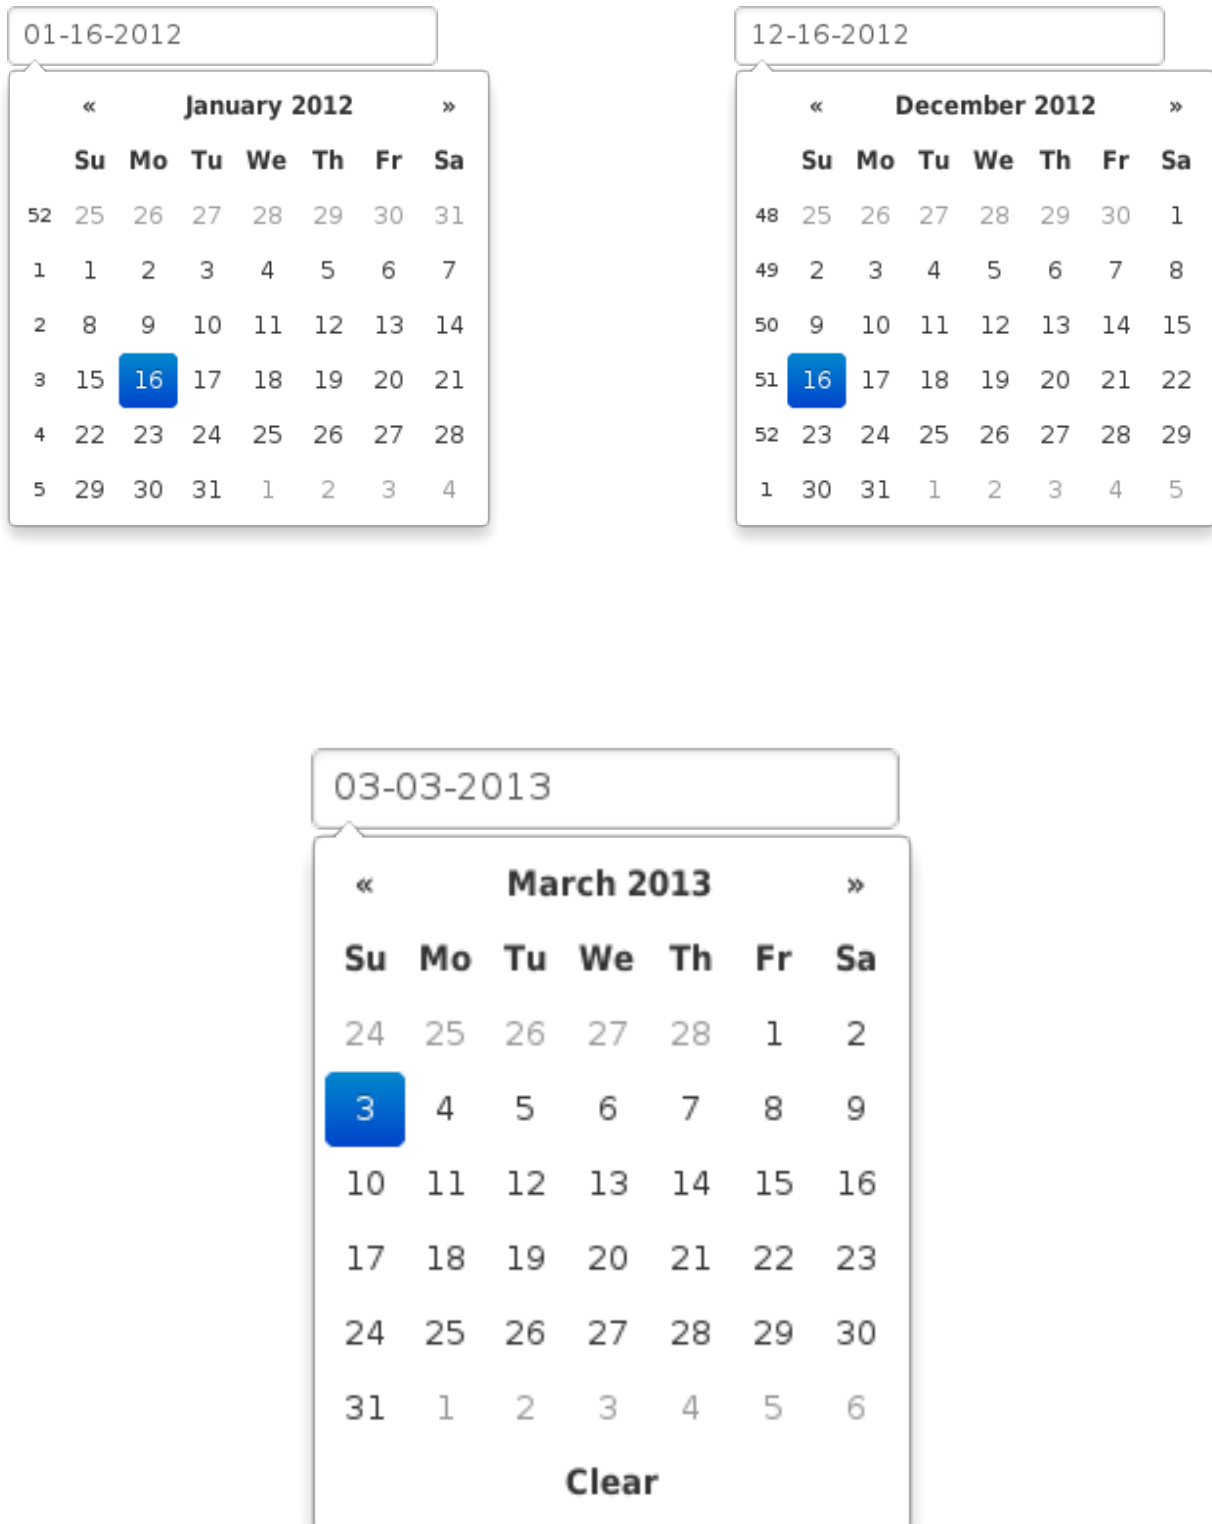 01-16-2012
« January 2012 »
Su Mo Tu We Th Fr Sa
52 25 26 27 28 29 30 31
1 1 2 3 4 5 6 7
2 8 9 10 11 12 13 14
3 15 16 17 18 19 20 21
4 22 23 24 25 26 27 28
5 29 30 31 1 2 3 4
12-16-2012
« December 2012 »
Su Mo Tu We Th Fr Sa
48 25 26 27 28 29 30 1
49 2 3 4 5 6 7 8
50 9 10 11 12 13 14 15
51 16 17 18 19 20 21 22
52 23 24 25 26 27 28 29
1 30 31 1 2 3 4 5
03-03-2013
« March 2013 »
Su Mo Tu We Th Fr Sa
24 25 26 27 28 1 2
3 4 5 6 7 8 9
10 11 12 13 14 15 16
17 18 19 20 21 22 23
24 25 26 27 28 29 30
31 1 2 3 4 5 6
Clear